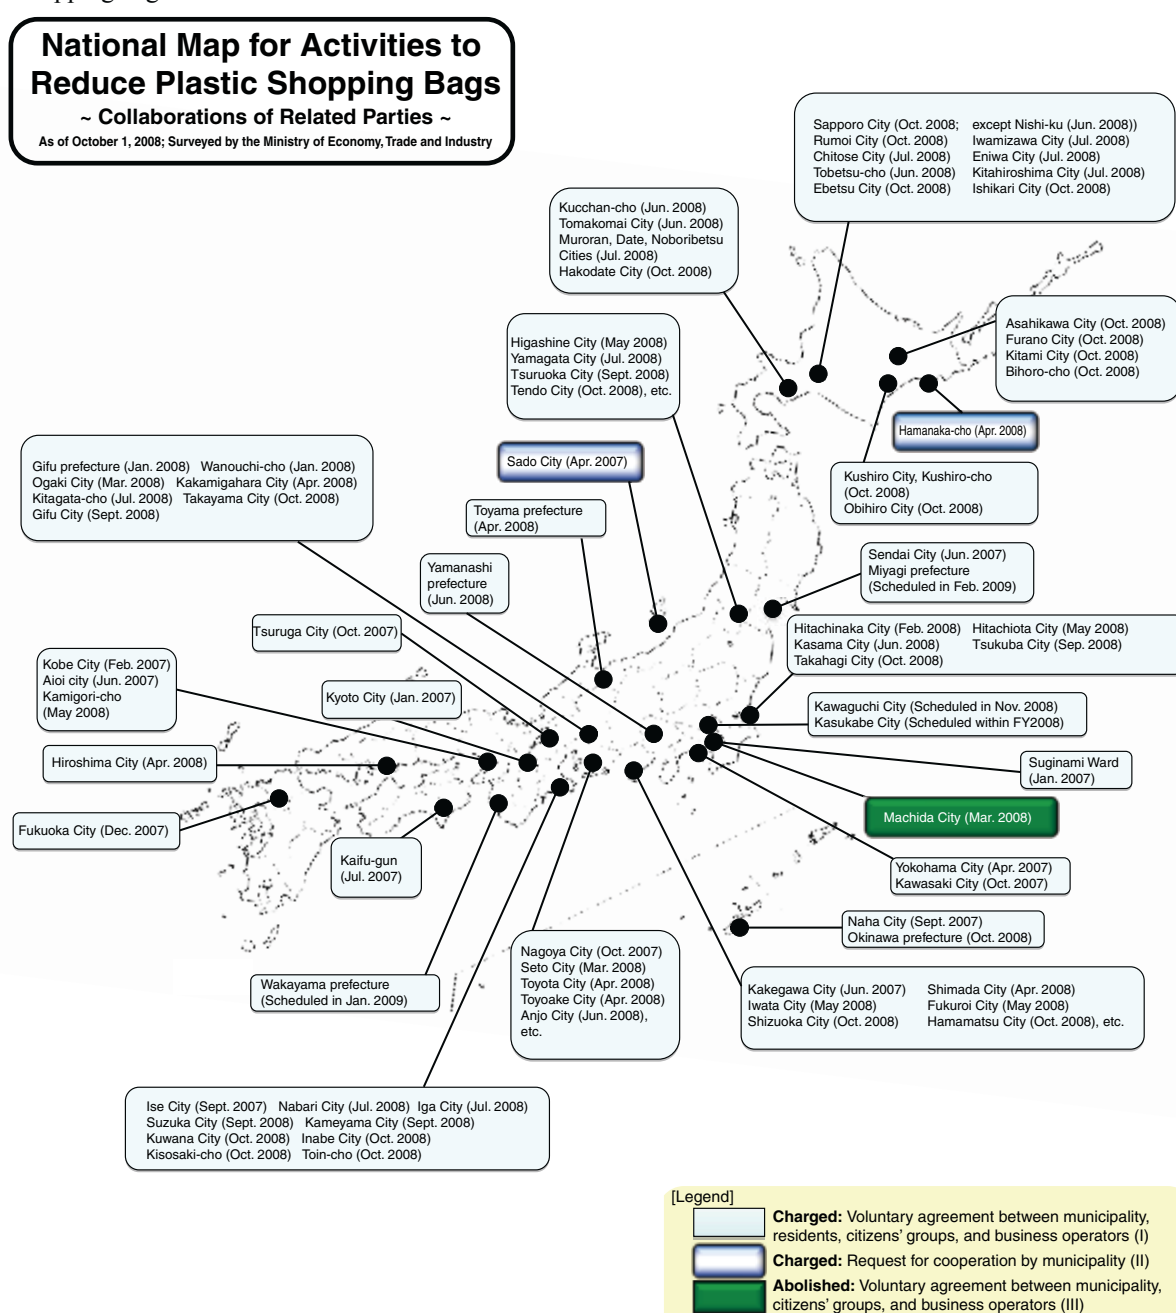 National Map for Activities to
Reduce Plastic Shopping Bags
~ Collaborations of Related Parties ~
As of October 1, 2008; Surveyed by the Ministry of Economy, Trade and Industry
Sapporo City (Oct. 2008; except Nishi-ku (Jun. 2008))
Rumoi City (Oct. 2008) Iwamizawa City (Jul. 2008)
Chitose City (Jul. 2008) Eniwa City (Jul. 2008)
Tobetsu-cho (Jun. 2008) Kitahiroshima City (Jul. 2008)
Ebetsu City (Oct. 2008) Ishikari City (Oct. 2008)
Kucchan-cho (Jun. 2008)
Tomakomai City (Jun. 2008)
Muroran, Date, Noboribetsu
Cities (Jul. 2008)
Hakodate City (Oct. 2008)
Asahikawa City (Oct. 2008)
Furano City (Oct. 2008)
Kitami City (Oct. 2008)
Bihoro-cho (Oct. 2008)
Higashine City (May 2008)
Yamagata City (Jul. 2008)
Tsuruoka City (Sept. 2008)
Tendo City (Oct. 2008), etc.
Hamanaka-cho (Apr. 2008)
Sado City (Apr. 2007)
Gifu prefecture (Jan. 2008) Wanouchi-cho (Jan. 2008)
Ogaki City (Mar. 2008) Kakamigahara City (Apr. 2008)
Kitagata-cho (Jul. 2008) Takayama City (Oct. 2008)
Gifu City (Sept. 2008)
Kushiro City, Kushiro-cho
(Oct. 2008)
Obihiro City (Oct. 2008)
Toyama prefecture
(Apr. 2008)
Sendai City (Jun. 2007)
Miyagi prefecture
(Scheduled in Feb. 2009)
Yamanashi
prefecture
(Jun. 2008)
Tsuruga City (Oct. 2007)
Hitachinaka City (Feb. 2008) Hitachiota City (May 2008)
Kasama City (Jun. 2008) Tsukuba City (Sep. 2008)
Takahagi City (Oct. 2008)
Kobe City (Feb. 2007)
Aioi city (Jun. 2007)
Kamigori-cho
(May 2008)
Kyoto City (Jan. 2007)
Kawaguchi City (Scheduled in Nov. 2008)
Kasukabe City (Scheduled within FY2008)
Hiroshima City (Apr. 2008)
Suginami Ward
(Jan. 2007)
Machida City (Mar. 2008)
Fukuoka City (Dec. 2007)
Kaifu-gun
(Jul. 2007)
Yokohama City (Apr. 2007)
Kawasaki City (Oct. 2007)
Naha City (Sept. 2007)
Okinawa prefecture (Oct. 2008)
Nagoya City (Oct. 2007)
Seto City (Mar. 2008)
Toyota City (Apr. 2008)
Toyoake City (Apr. 2008)
Anjo City (Jun. 2008),
etc.
Wakayama prefecture
(Scheduled in Jan. 2009)
Kakegawa City (Jun. 2007) Shimada City (Apr. 2008)
Iwata City (May 2008) Fukuroi City (May 2008)
Shizuoka City (Oct. 2008) Hamamatsu City (Oct. 2008), etc.
Ise City (Sept. 2007) Nabari City (Jul. 2008) Iga City (Jul. 2008)
Suzuka City (Sept. 2008) Kameyama City (Sept. 2008)
Kuwana City (Oct. 2008) Inabe City (Oct. 2008)
Kisosaki-cho (Oct. 2008) Toin-cho (Oct. 2008)
[Legend]
Charged: Voluntary agreement between municipality,
residents, citizens' groups, and business operators (I)
Charged: Request for cooperation by municipality (II)
Abolished: Voluntary agreement between municipality,
citizens' groups, and business operators (III)